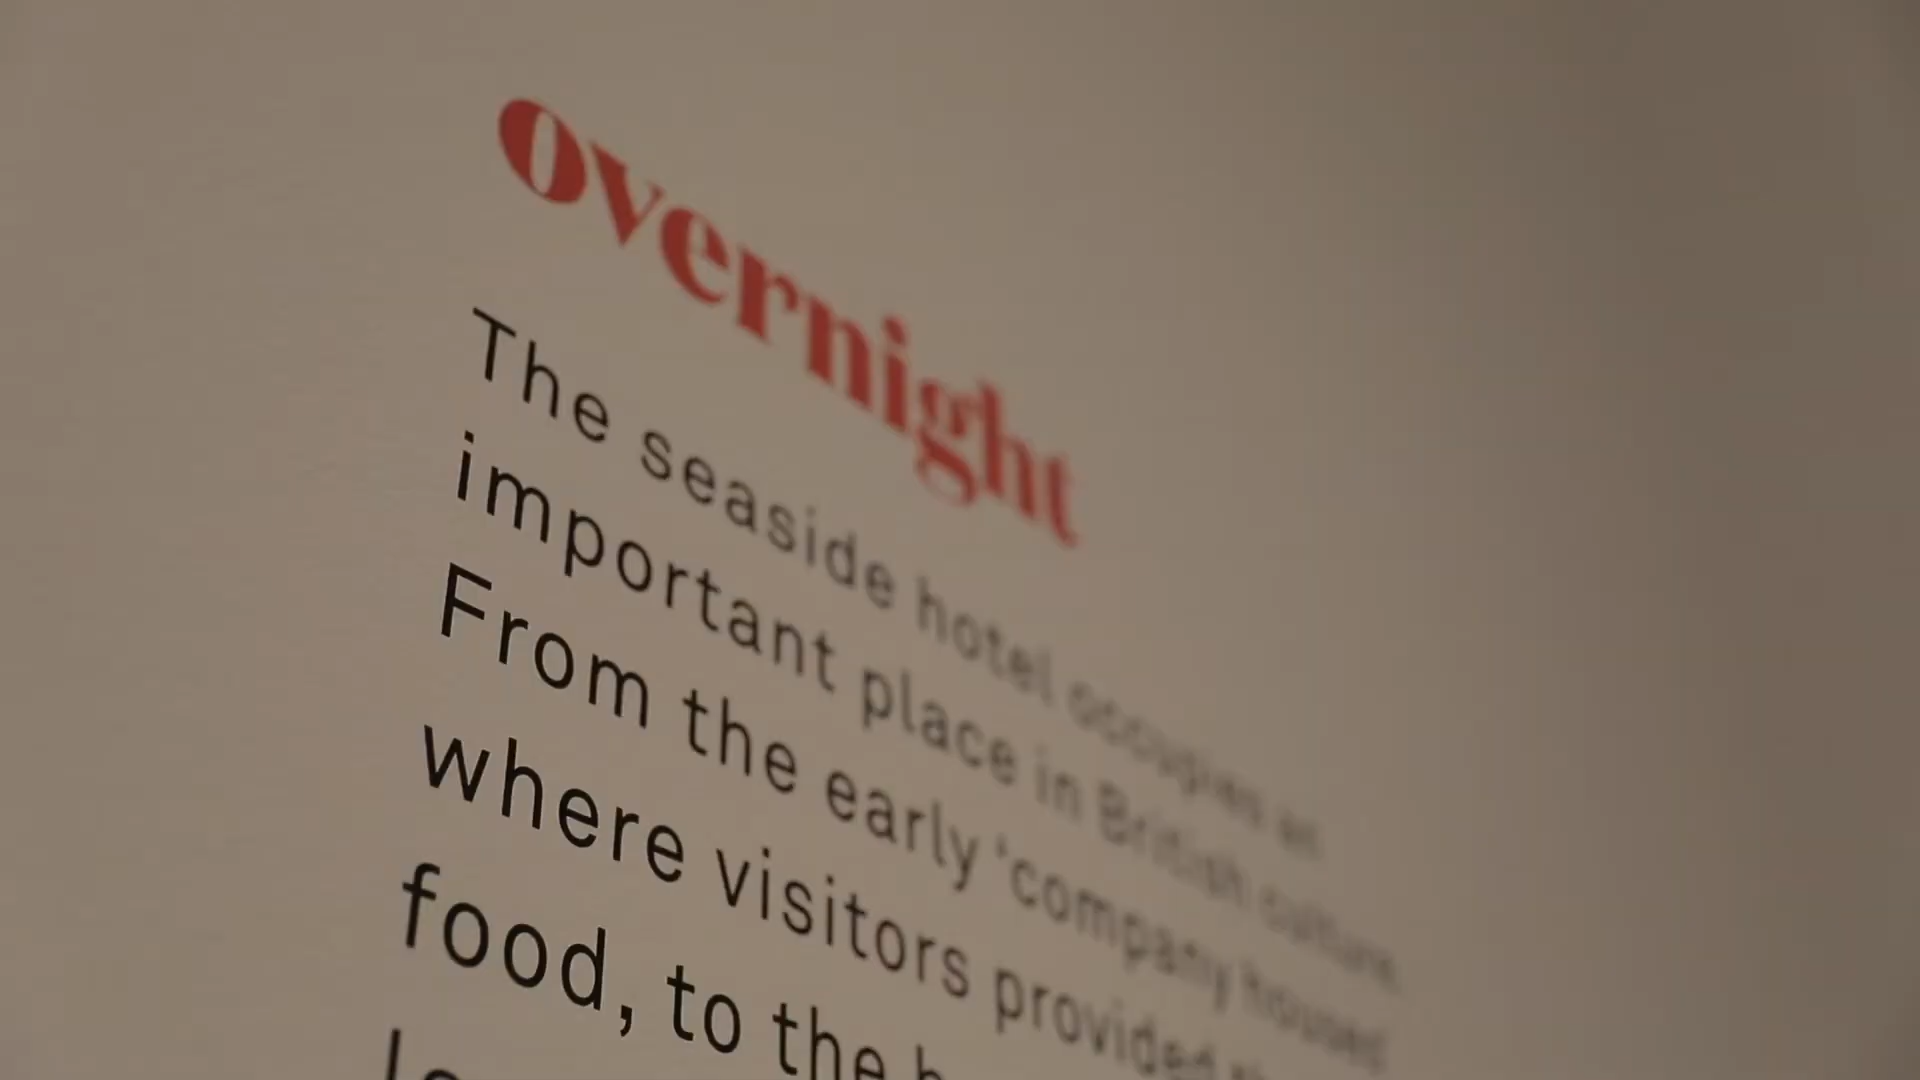 overnight
The seaside hotel occupies an
important place in British culture.
From the early 'company houses'
where visitors provided
food, to the